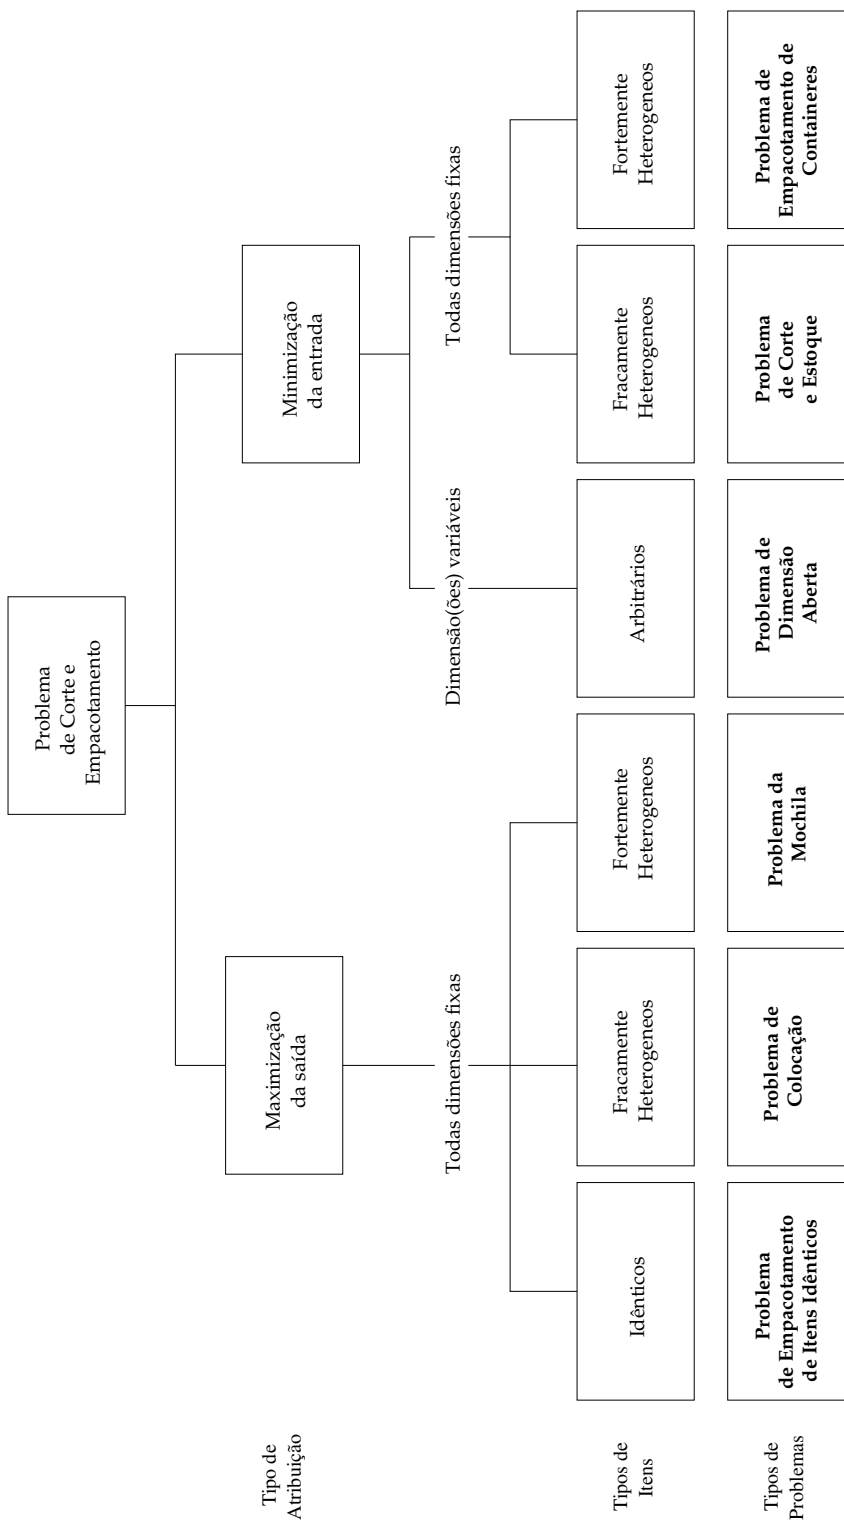 Problema
de Corte e
Empacotamento
Tipo de
Atribuição
Maximização
da saída
Minimização
da entrada
Todas dimensões fixas
Dimensão(ões) variáveis
Todas dimensões fixas
Tipos de
Itens
Idênticos
Fracamente
Heterogeneos
Fortemente
Heterogeneos
Arbitrários
Fracamente
Heterogeneos
Fortemente
Heterogeneos
Tipos de
Problemas
Problema
de Empacotamento
de Itens Idênticos
Problema de
Colocação
Problema da
Mochila
Problema de
Dimensão
Aberta
Problema
de Corte
e Estoque
Problema de
Empacotamento de
Containeres